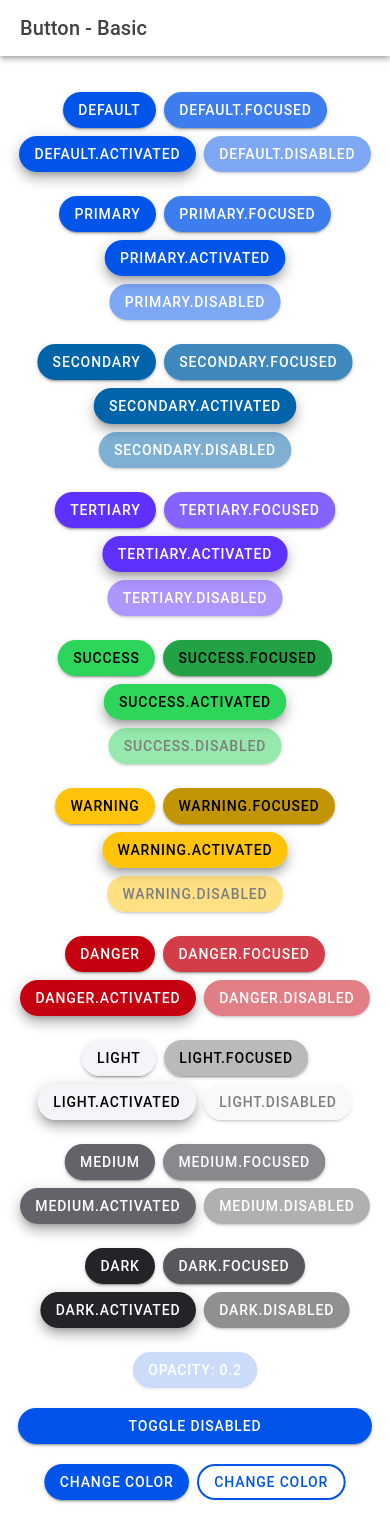 Button - Basic
DEFAULT DEFAULT.FOCUSED
DEFAULT.ACTIVATED DEFAULT.DISABLED
PRIMARY PRIMARY.FOCUSED
PRIMARY.ACTIVATED
PRIMARY.DISABLED
SECONDARY SECONDARY.FOCUSED
SECONDARY.ACTIVATED
SECONDARY.DISABLED
TERTIARY TERTIARY.FOCUSED
TERTIARY.ACTIVATED
TERTIARY.DISABLED
SUCCESS SUCCESS.FOCUSED
SUCCESS.ACTIVATED
SUCCESS.DISABLED
WARNING WARNING.FOCUSED
WARNING.ACTIVATED
WARNING.DISABLED
DANGER DANGER.FOCUSED
DANGER.ACTIVATED DANGER.DISABLED
LIGHT LIGHT.FOCUSED
LIGHT.ACTIVATED LIGHT.DISABLED
MEDIUM MEDIUM.FOCUSED
MEDIUM.ACTIVATED MEDIUM.DISABLED
DARK DARK.FOCUSED
DARK.ACTIVATED DARK.DISABLED
OPACITY: 0.2
TOGGLE DISABLED
CHANGE COLOR CHANGE COLOR